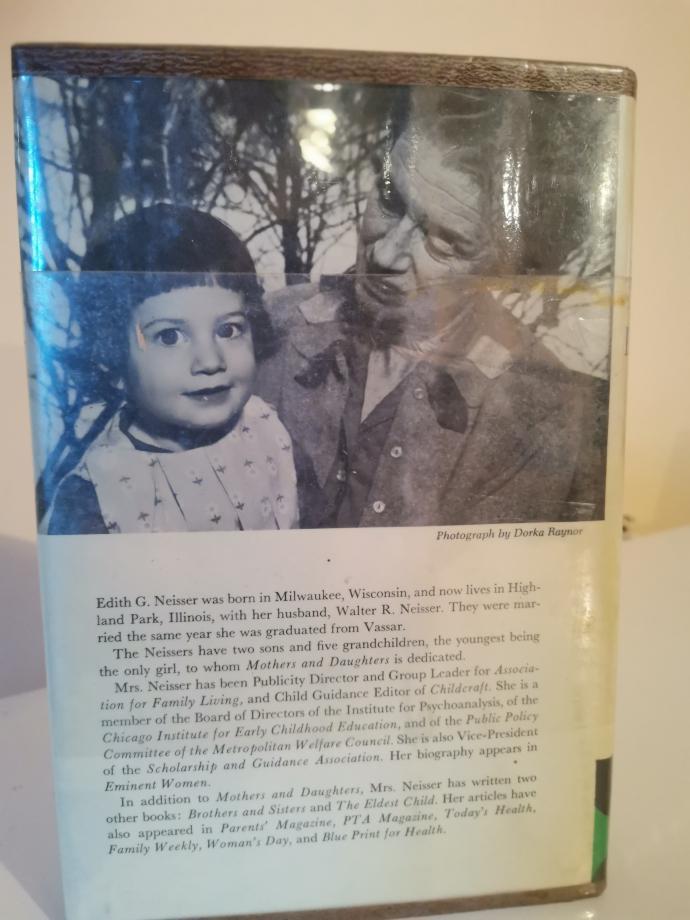 Photograph by Dorka Raynor
Edith G. Neisser was born in Milwaukee, Wisconsin, and now lives in High-
land Park, Illinois, with her husband, Walter R. Neisser. They were mar-
ried the same year she was graduated from Vassar.
The Neissers have two sons and five grandchildren, the youngest being
the only girl, to whom Mothers and Daughters is dedicated.
Mrs. Neisser has been Publicity Director and Group Leader for Associa-
tion for Family Living, and Child Guidance Editor of Childcraft. She is a
member of the Board of Directors of the Institute for Psychoanalysis, of the
Chicago Institute for Early Childhood Education, and of the Public Policy
Committee of the Metropolitan Welfare Council. She is also Vice-President
of the Scholarship and Guidance Association. Her biography appears in
Eminent Women.
In addition to Mothers and Daughters, Mrs. Neisser has written two
other books: Brothers and Sisters and The Eldest Child. Her articles have
also appeared in Parents' Magazine, PTA Magazine, Today's Health,
Family Weekly, Woman's Day, and Blue Print for Health.